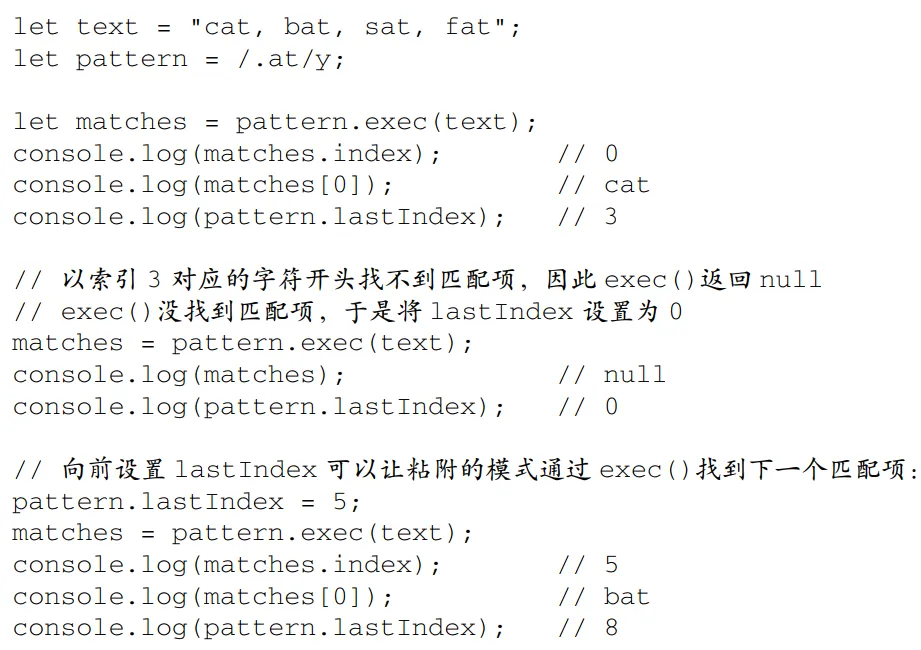 let text = "cat, bat, sat, fat";
let pattern = /.at/y;
let matches = pattern.exec(text);
console.log(matches.index); // 0
console.log(matches[0]); // cat
console.log(pattern.lastIndex); // 3
// 以索引 3 对应的字符开头找不到匹配项，因此 exec()返回 null
// exec()没找到匹配项，于是将 lastIndex 设置为 0
matches = pattern.exec(text);
console.log(matches); // null
console.log(pattern.lastIndex); // 0
// 向前设置 lastIndex 可以让粘附的模式通过 exec()找到下一个匹配项：
pattern.lastIndex = 5;
matches = pattern.exec(text);
console.log(matches.index); // 5
console.log(matches[0]); // bat
console.log(pattern.lastIndex); // 8